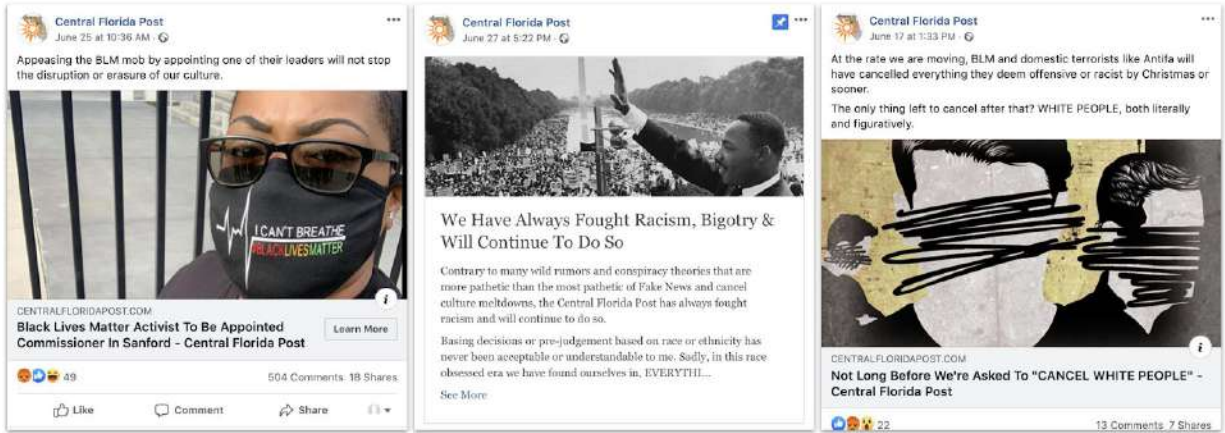 Central Florida Post
June 25 at 10:36 AM ·
Appeasing the BLM mob by appointing one of their leaders will not stop
the disruption or erasure of our culture.
I CAN'T BREATHE
#BLACKLIVESMATTER
CENTRALFLORIDAPOST.COM
Black Lives Matter Activist To Be Appointed
Commissioner In Sanford - Central Florida Post
Learn More
49
504 Comments 18 Shares
Like
Comment
Share
Central Florida Post
June 27 at 5:22 PM ·
We Have Always Fought Racism, Bigotry &
Will Continue To Do So
Contrary to many wild rumors and conspiracy theories that are
more pathetic than the most pathetic of Fake News and cancel
culture meltdowns, the Central Florida Post has always fought
racism and will continue to do so.
Basing decisions or pre-judgement based on race or ethnicity has
never been acceptable or understandable to me. Sadly, in this race
obsessed era we have found ourselves in, EVERYTHI...
See More
Central Florida Post
June 17 at 1:33 PM ·
At the rate we are moving, BLM and domestic terrorists like Antifa will
have cancelled everything they deem offensive or racist by Christmas or
sooner.
The only thing left to cancel after that? WHITE PEOPLE, both literally
and figuratively.
CENTRALFLORIDAPOST.COM
Not Long Before We're Asked To "CANCEL WHITE PEOPLE" -
Central Florida Post
22
13 Comments 7 Shares